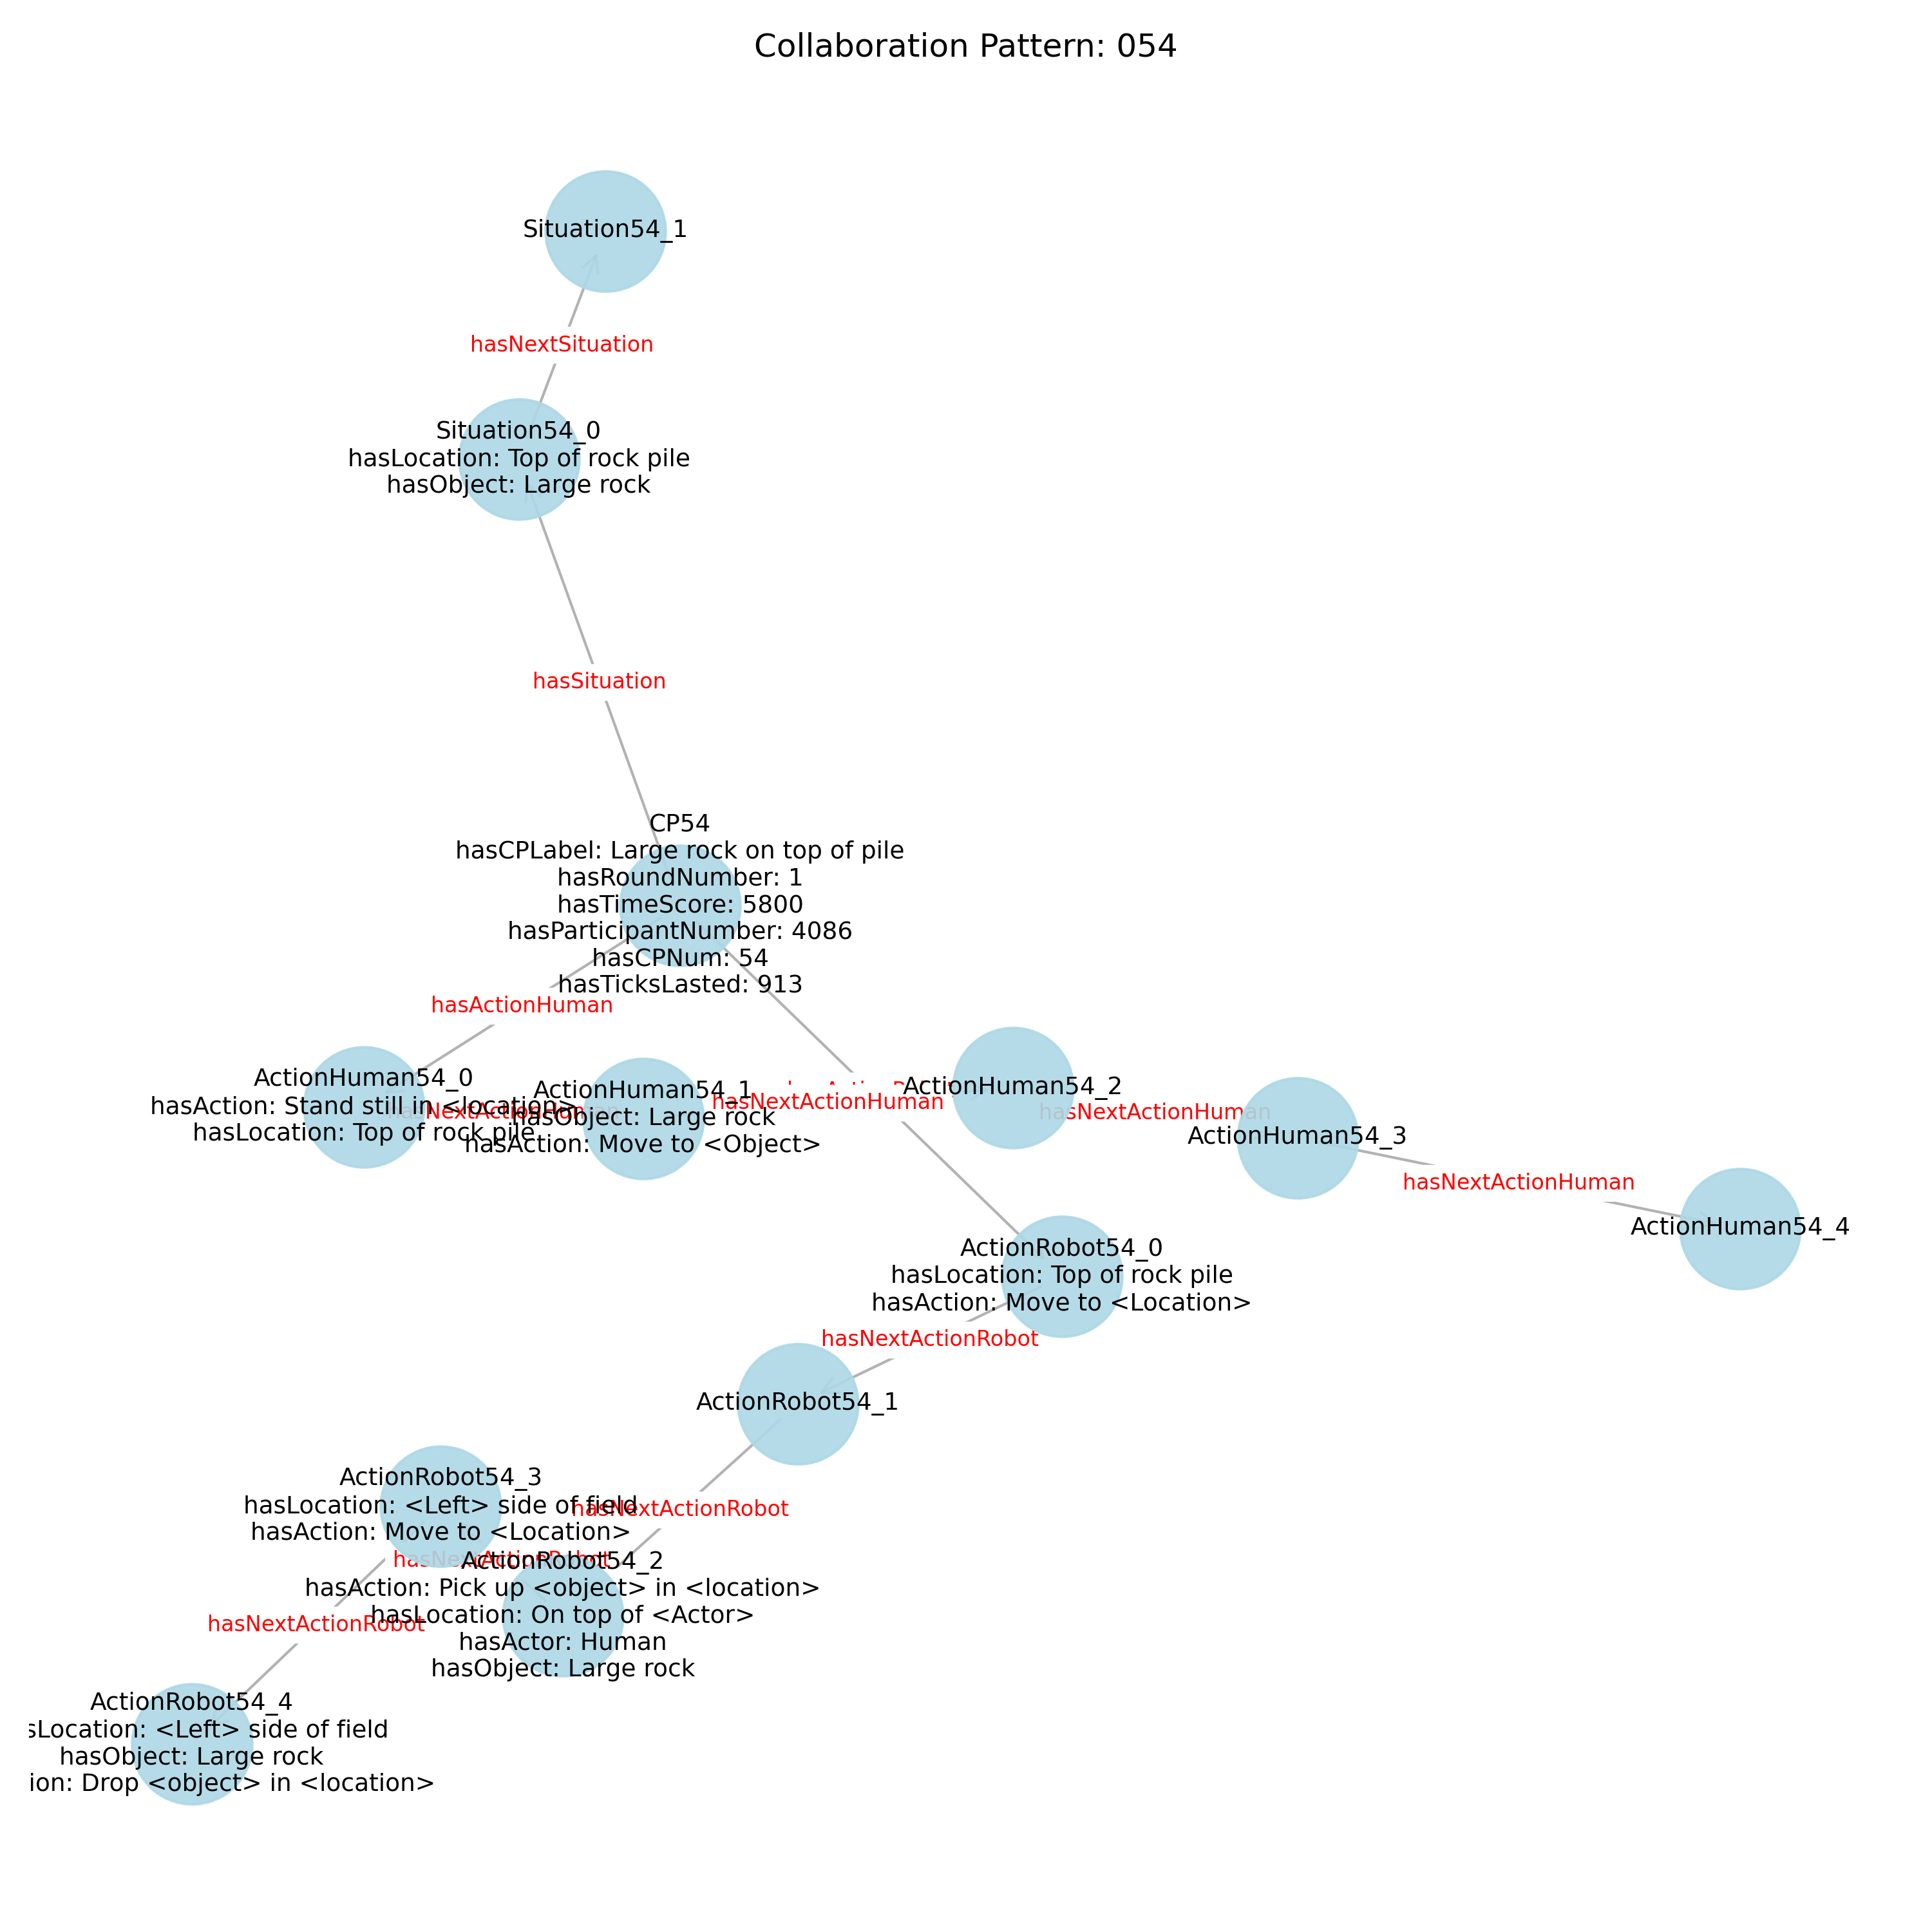 Collaboration Pattern: 054
Situation54_1
hasNextSituation
Situation54_0
hasLocation: Top of rock pile
hasObject: Large rock
hasSituation
CP54
hasCPLabel: Large rock on top of pile
hasRoundNumber: 1
hasTimeScore: 5800
hasParticipantNumber: 4086
hasCPNum: 54
hasTicksLasted: 913
hasActionHuman
ActionHuman54_0
hasAction: Stand still in <location>
hasLocation: Top of rock pile
hasNextActionHuman
ActionHuman54_1
hasObject: Large rock
hasAction: Move to <Object>
hasNextActionHuman
ActionHuman54_2
hasNextActionHuman
ActionHuman54_3
hasNextActionHuman
ActionHuman54_4
ActionRobot54_0
hasLocation: Top of rock pile
hasAction: Move to <Location>
hasNextActionRobot
ActionRobot54_1
hasNextActionRobot
ActionRobot54_3
hasLocation: <Left> side of field
hasAction: Move to <Location>
hasNextActionRobot
ActionRobot54_2
hasAction: Pick up <object> in <location>
hasLocation: On top of <Actor>
hasActor: Human
hasObject: Large rock
hasNextActionRobot
ActionRobot54_4
sLocation: <Left> side of field
hasObject: Large rock
ion: Drop <object> in <location>